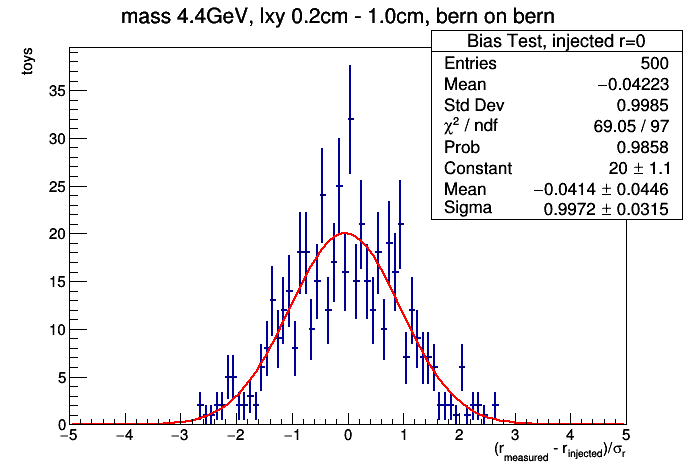 mass 4.4GeV, lxy 0.2cm - 1.0cm, bern on bern
Bias Test, injected r=0
Entries 500
Mean −0.04223
Std Dev 0.9985
χ² / ndf 69.05 / 97
Prob 0.9858
Constant 20 ± 1.1
Mean −0.0414 ± 0.0446
Sigma 0.9972 ± 0.0315
toys
35
30
25
20
15
10
5
0
−5 −4 −3 −2 −1 0 1 2 3 4 5
(r_measured - r_injected)/σ_r